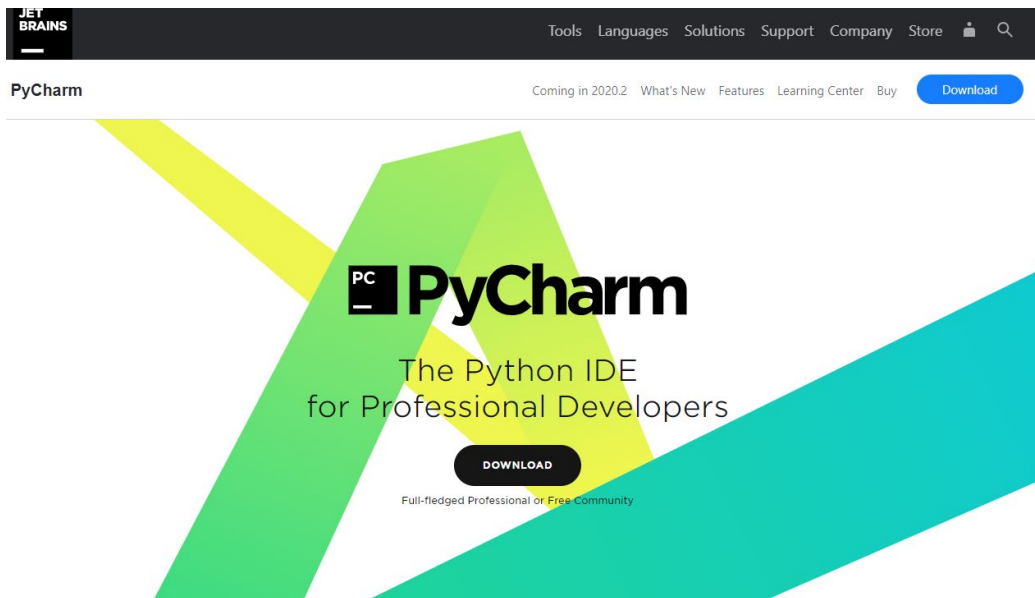 JET
BRAINS
Tools Languages Solutions Support Company Store
PyCharm
Coming in 2020.2 What's New Features Learning Center Buy Download
PC
PyCharm
The Python IDE
for Professional Developers
DOWNLOAD
Full-fledged Professional or Free Community